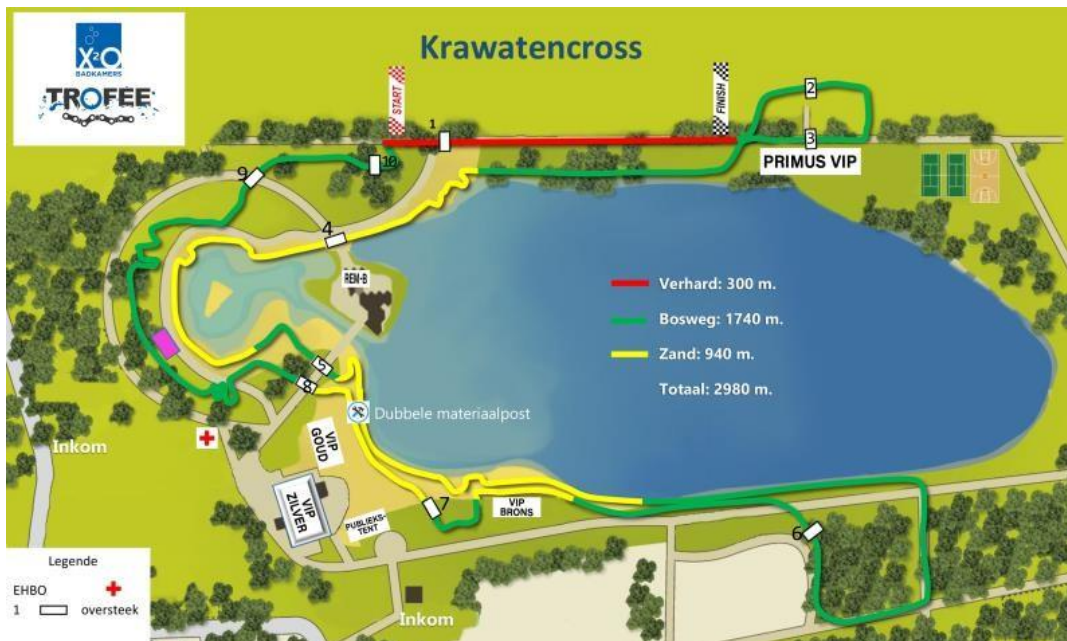 X²O
BADKAMERS
TROFEE
Krawatencross
START
FINISH
1
2
3
PRIMUS VIP
10
9
4
REM-B
Verhard: 300 m.
Bosweg: 1740 m.
Zand: 940 m.
Totaal: 2980 m.
5
8
Dubbele materiaalpost
Inkom
VIP
GOUD
VIP
ZILVER
PUBLIEKS-
TENT
7
VIP
BRONS
6
Legende
EHBO
1 oversteek
Inkom